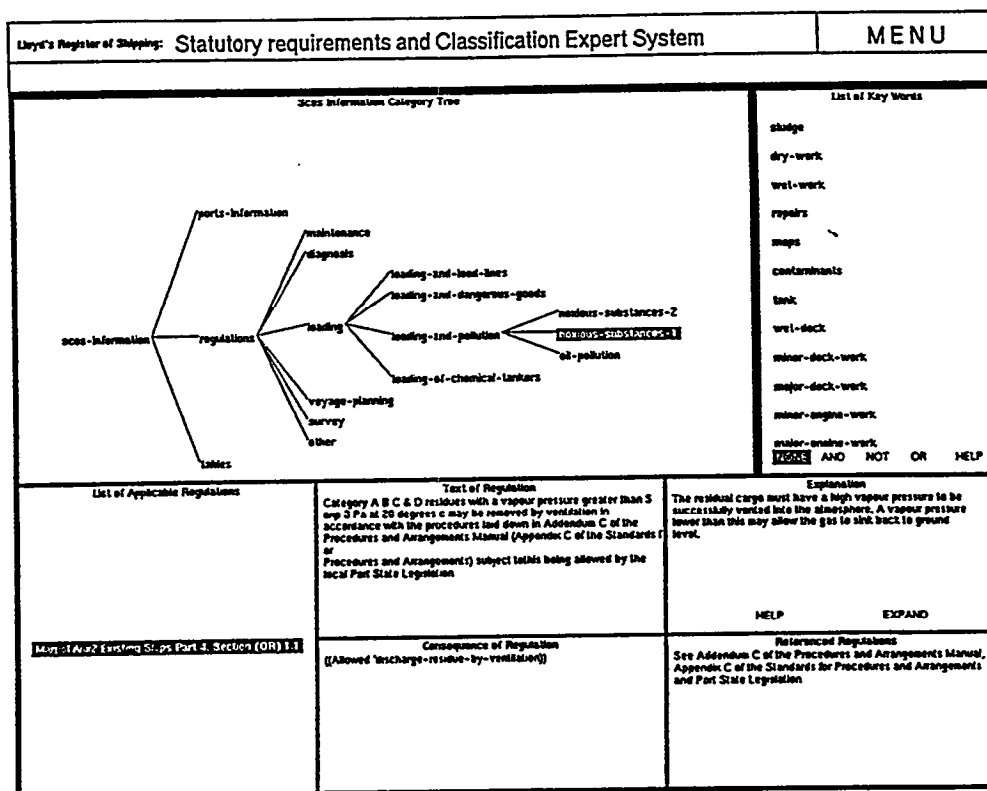 Lloyd's Register of Shipping: Statutory requirements and Classification Expert System
MENU
Sces Information Category Tree
ports-information
maintenance
diagnosis
loading-and-load-lines
loading-and-dangerous-goods
noxious-substances-2
sces-information
regulations
loading
loading-and-pollution
noxious-substances-1
oil-pollution
loading-of-chemical-tankers
voyage-planning
survey
other
tables
List of Key Words
sludge
dry-work
wet-work
repairs
maps
contaminants
tank
wet-dock
minor-dock-work
major-dock-work
minor-engine-work
major-engine-work
AND NOT OR HELP
List of Applicable Regulations
Existing Ships Part 3, Section (OR) 1.1
Text of Regulation
Category A B C & D residues with a vapour pressure greater than 5
exp 3 Pa at 20 degrees c may be removed by ventilation in
accordance with the procedures laid down in Addendum C of the
Procedures and Arrangements Manual (Appendix C of the Standards f
or
Procedures and Arrangements) subject tothis being allowed by the
local Port State Legislation
Explanation
The residual cargo must have a high vapour pressure to be
successfully vented into the atmosphere. A vapour pressure
lower than this may allow the gas to sink back to ground
level.
HELP EXPAND
Consequence of Regulation
((Allowed 'discharge-residue-by-ventilation))
Referenced Regulations
See Addendum C of the Procedures and Arrangements Manual,
Appendix C of the Standards for Procedures and Arrangements
and Port State Legislation